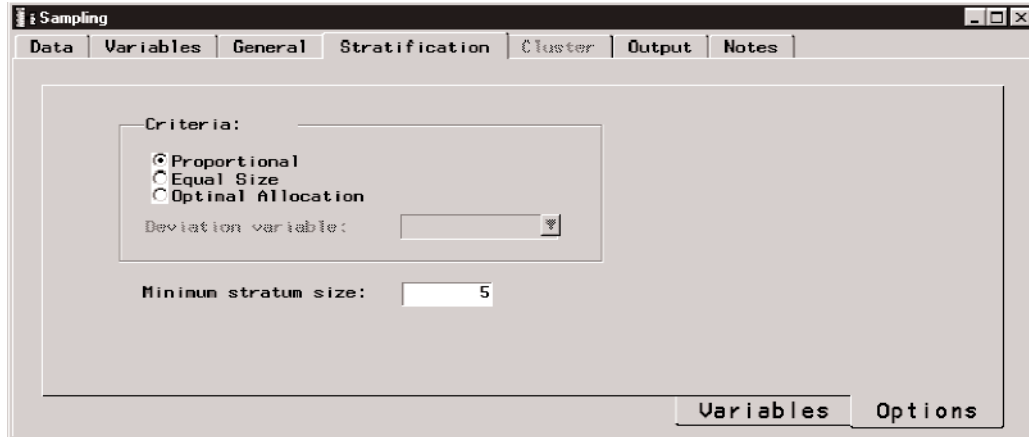 Sampling
Data Variables General Stratification Cluster Output Notes
Criteria:
Proportional
Equal Size
Optimal Allocation
Deviation variable:
Minimum stratum size: 5
Variables Options